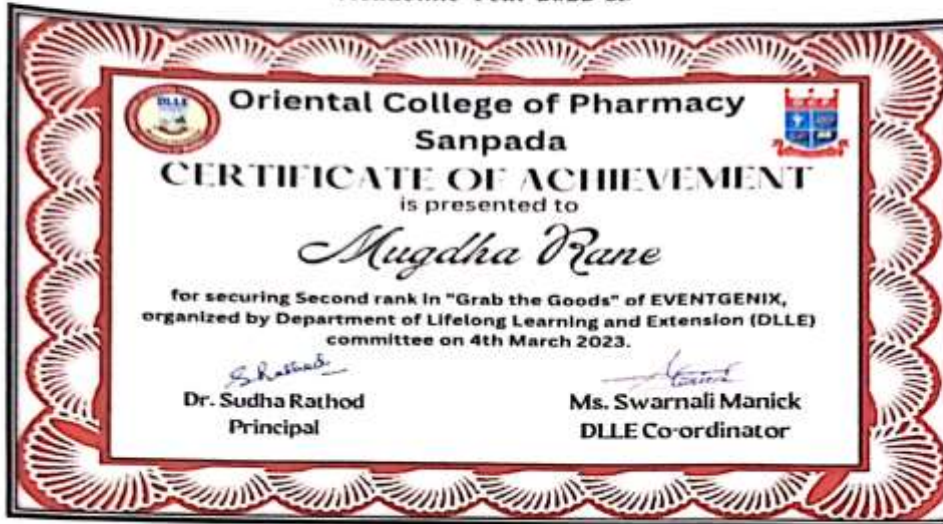 DLLE
Oriental College of Pharmacy
Sanpada
CERTIFICATE OF ACHIEVEMENT
is presented to
Mugdha Rane
for securing Second rank in "Grab the Goods" of EVENTGENIX,
organized by Department of Lifelong Learning and Extension (DLLE)
committee on 4th March 2023.
Dr. Sudha Rathod
Principal
Ms. Swarnali Manick
DLLE Co-ordinator